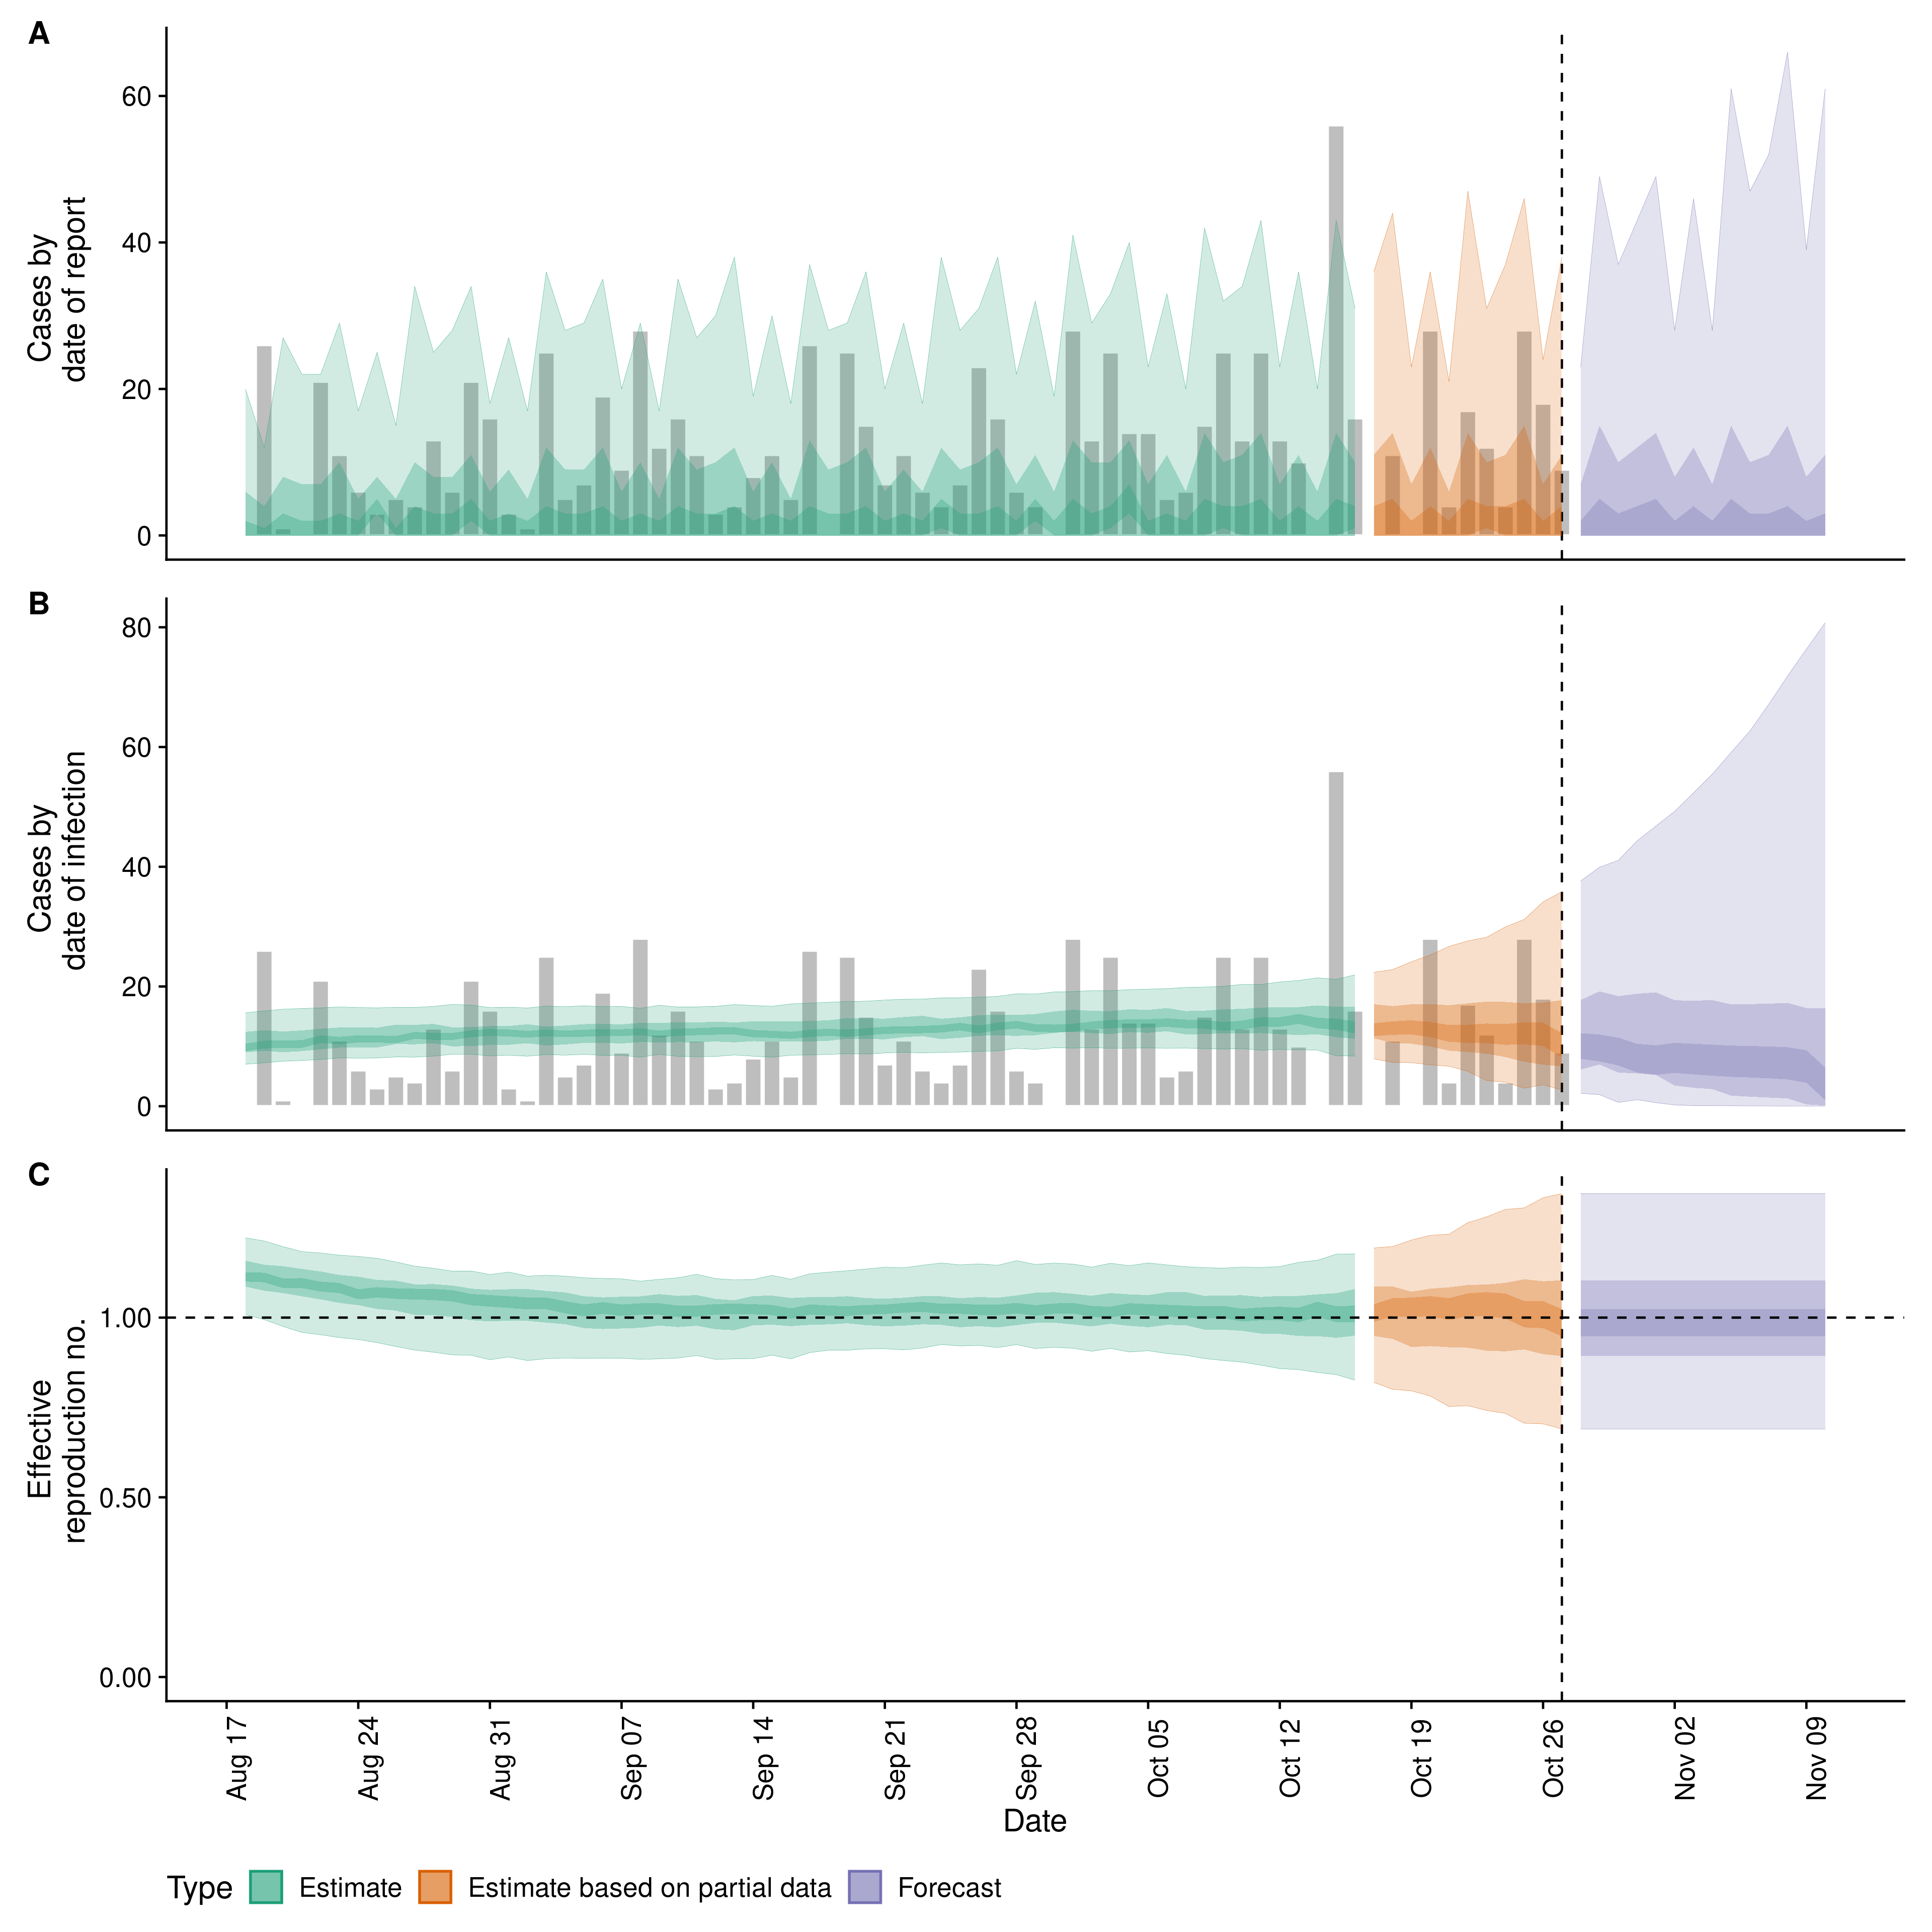 A
Cases by
date of report
60
40
20
0
B
Cases by
date of infection
80
60
40
20
0
C
Effective
reproduction no.
1.00
0.50
0.00
Aug 17
Aug 24
Aug 31
Sep 07
Sep 14
Sep 21
Sep 28
Oct 05
Oct 12
Oct 19
Oct 26
Nov 02
Nov 09
Date
Type Estimate Estimate based on partial data Forecast